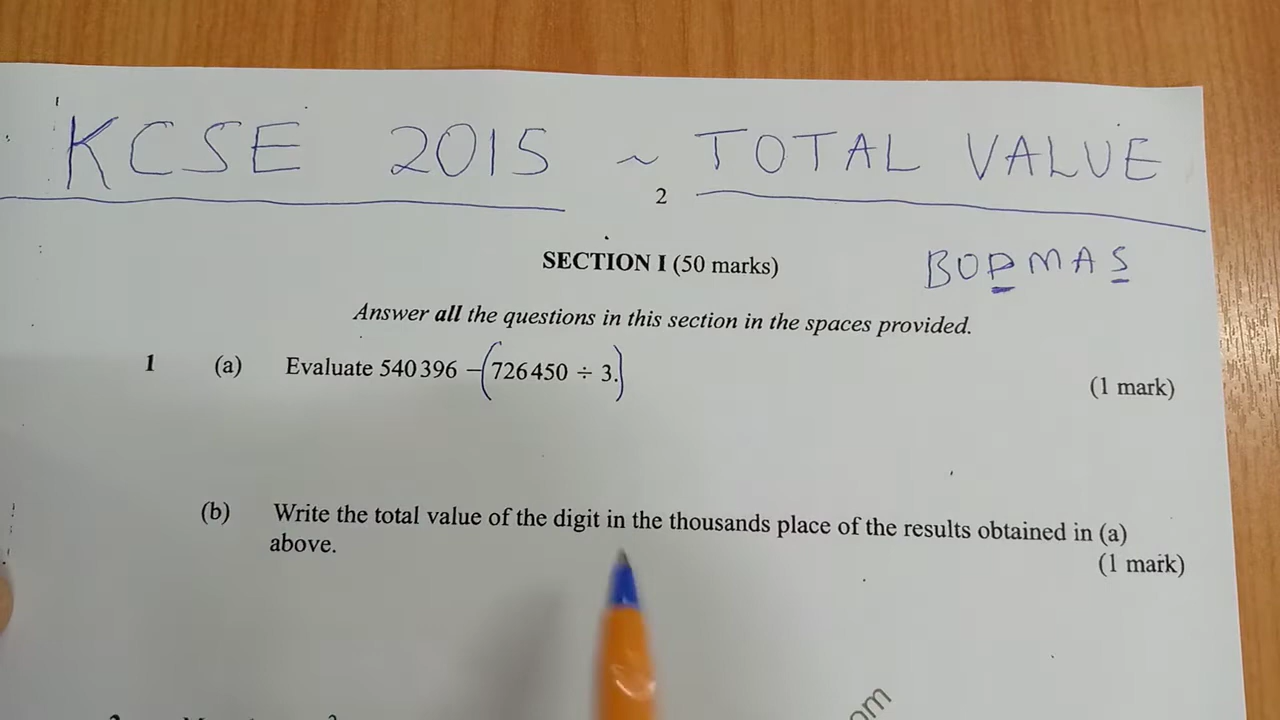 KCSE 2015 ~ TOTAL VALUE
2
SECTION I (50 marks)
BODMAS
Answer all the questions in this section in the spaces provided.
1 (a) Evaluate 540 396 – (726 450 ÷ 3.)
(1 mark)
(b) Write the total value of the digit in the thousands place of the results obtained in (a)
above.
(1 mark)